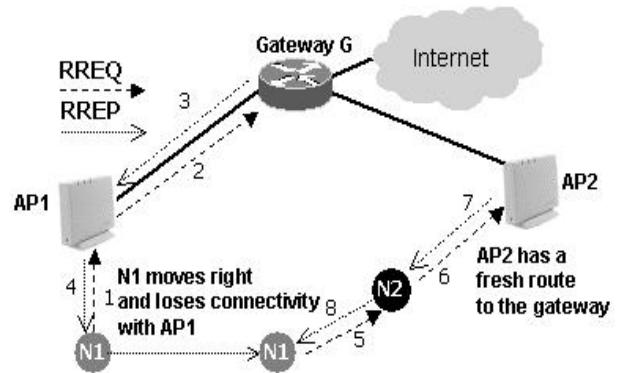 Gateway G
Internet
RREQ
RREP
3
2
AP1
AP2
7
6
4
1
N1 moves right
and loses connectivity
with AP1
AP2 has a
fresh route
to the gateway
N2
8
5
N1
N1